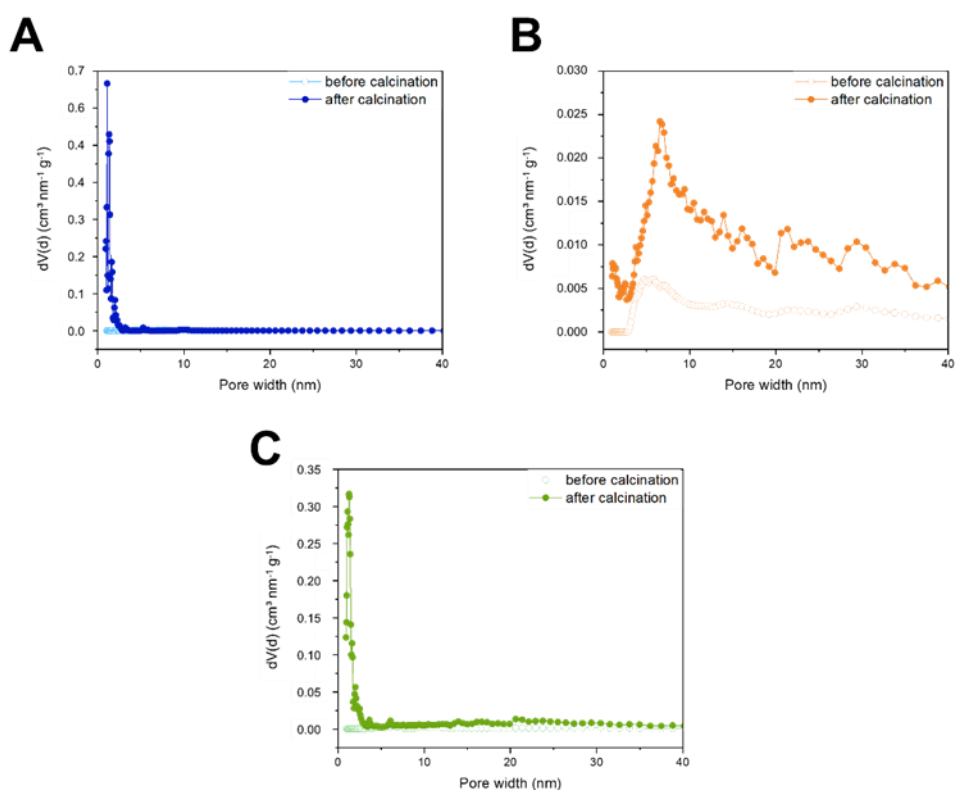 A
0.7
0.6
0.5
0.4
0.3
0.2
0.1
0.0
dV(d) (cm³ nm⁻¹ g⁻¹)
before calcination
after calcination
0 10 20 30 40
Pore width (nm)
B
0.030
0.025
0.020
0.015
0.010
0.005
0.000
dV(d) (cm³ nm⁻¹ g⁻¹)
before calcination
after calcination
0 10 20 30 40
Pore width (nm)
C
0.35
0.30
0.25
0.20
0.15
0.10
0.05
0.00
dV(d) (cm³ nm⁻¹ g⁻¹)
before calcination
after calcination
0 10 20 30 40
Pore width (nm)